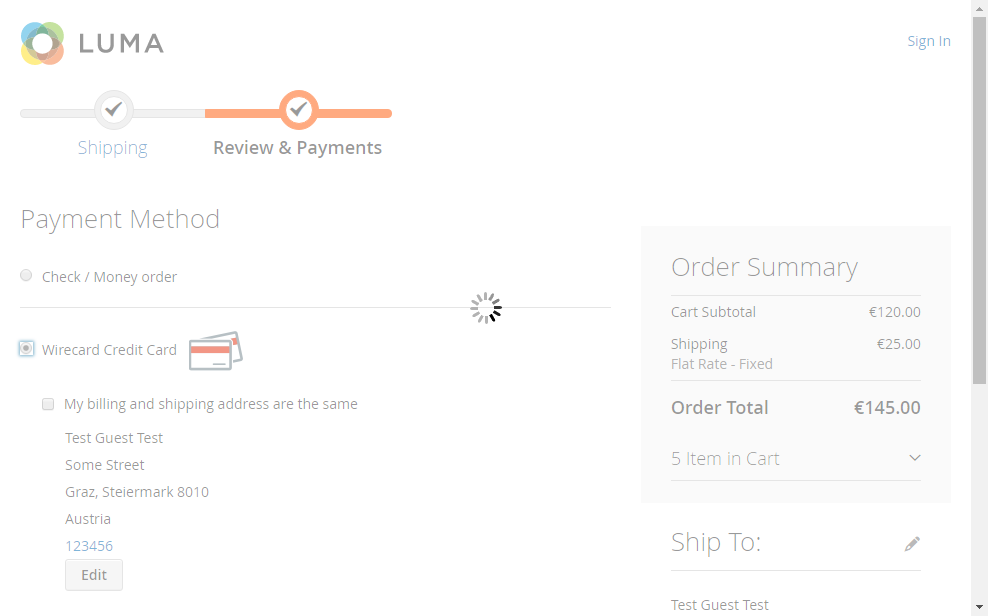 LUMA
Sign In
Shipping
Review & Payments
Payment Method
Check / Money order
Wirecard Credit Card
My billing and shipping address are the same
Test Guest Test
Some Street
Graz, Steiermark 8010
Austria
123456
Edit
Order Summary
Cart Subtotal €120.00
Shipping €25.00
Flat Rate - Fixed
Order Total €145.00
5 Item in Cart
Ship To:
Test Guest Test